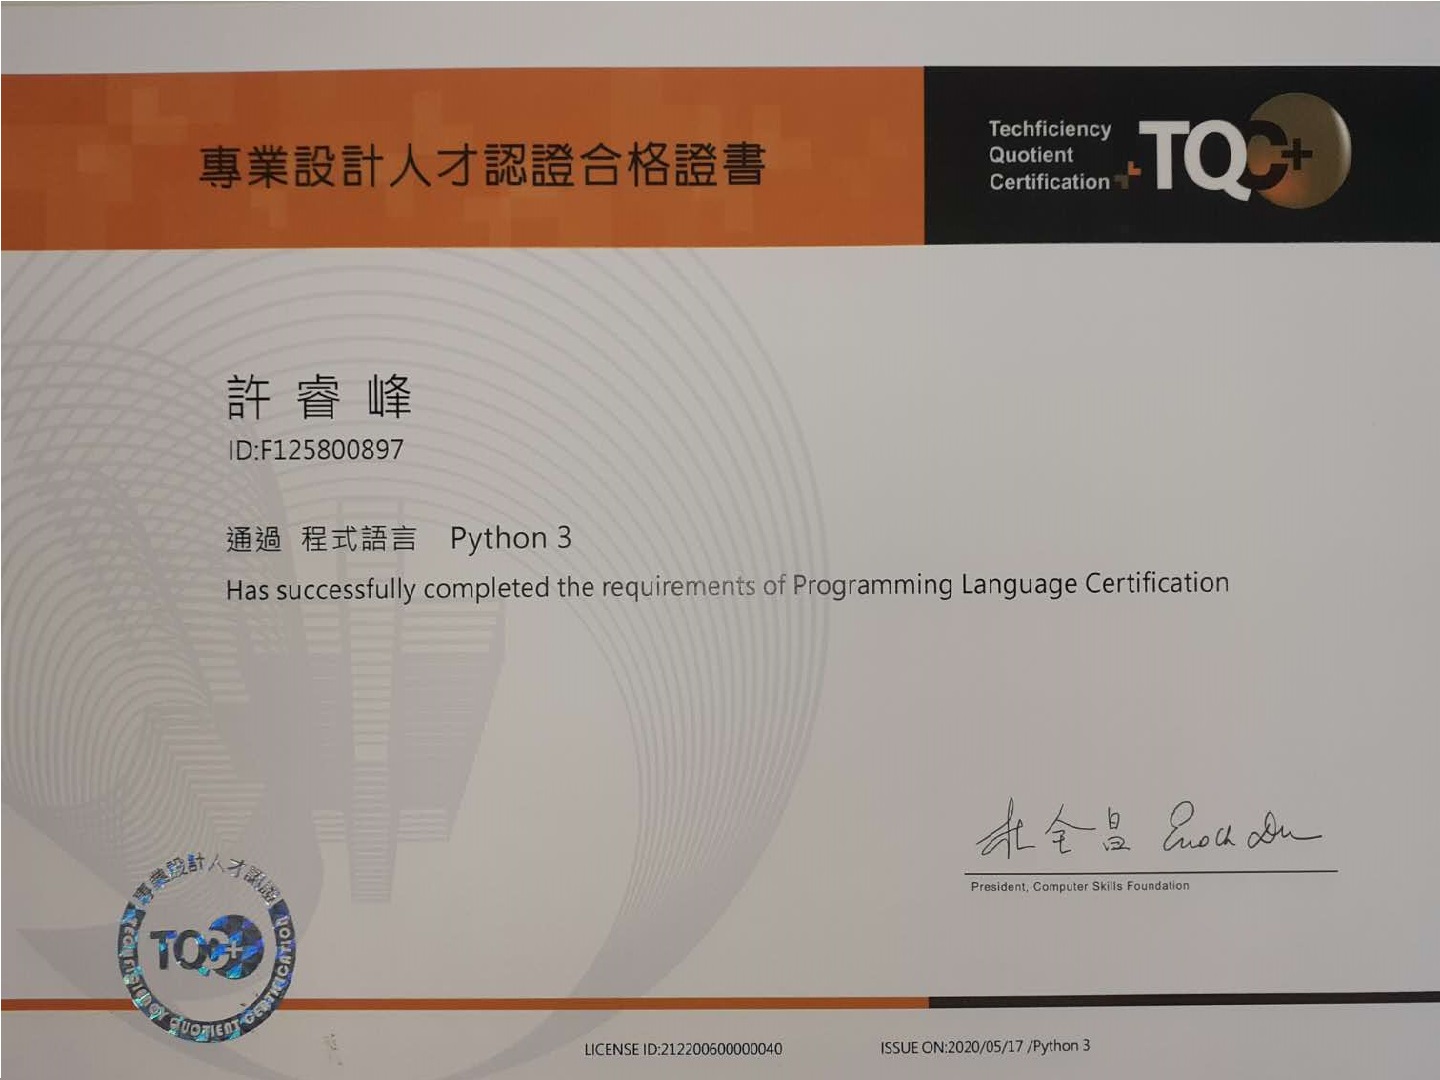 專業設計人才認證合格證書
Techficiency
Quotient
Certification
TQC+
許睿峰
ID:F125800897
通過 程式語言 Python 3
Has successfully completed the requirements of Programming Language Certification
杜全昌 Enoch Du
President, Computer Skills Foundation
專業設計人才認證
TQC+
TECHFICIENCY QUOTIENT CERTIFICATION
LICENSE ID:212200600000040
ISSUE ON:2020/05/17 /Python 3